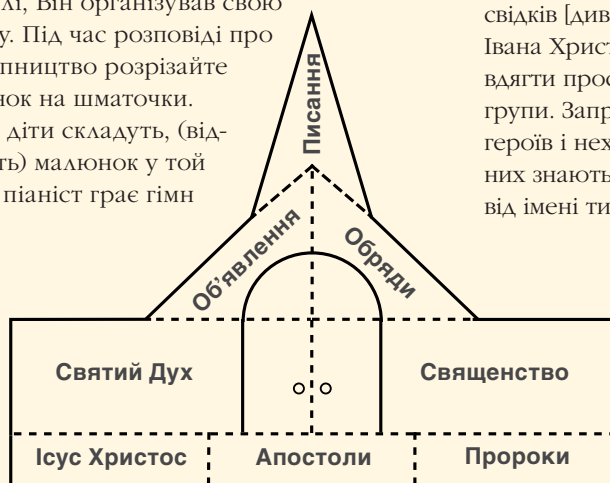 лі, Він організував свою
у. Під час розповіді про
пництво розрізайте
нок на шматочки.
діти складуть, (від-
ть) малюнок у той
піаніст грає гімн
свідків [див
Івана Христ
вдягти прос
групи. Запр
героїв і нех
них знають
від імені ти
Писання
Об’явлення
Обряди
Святий Дух
Священство
Ісус Христос
Апостоли
Пророки